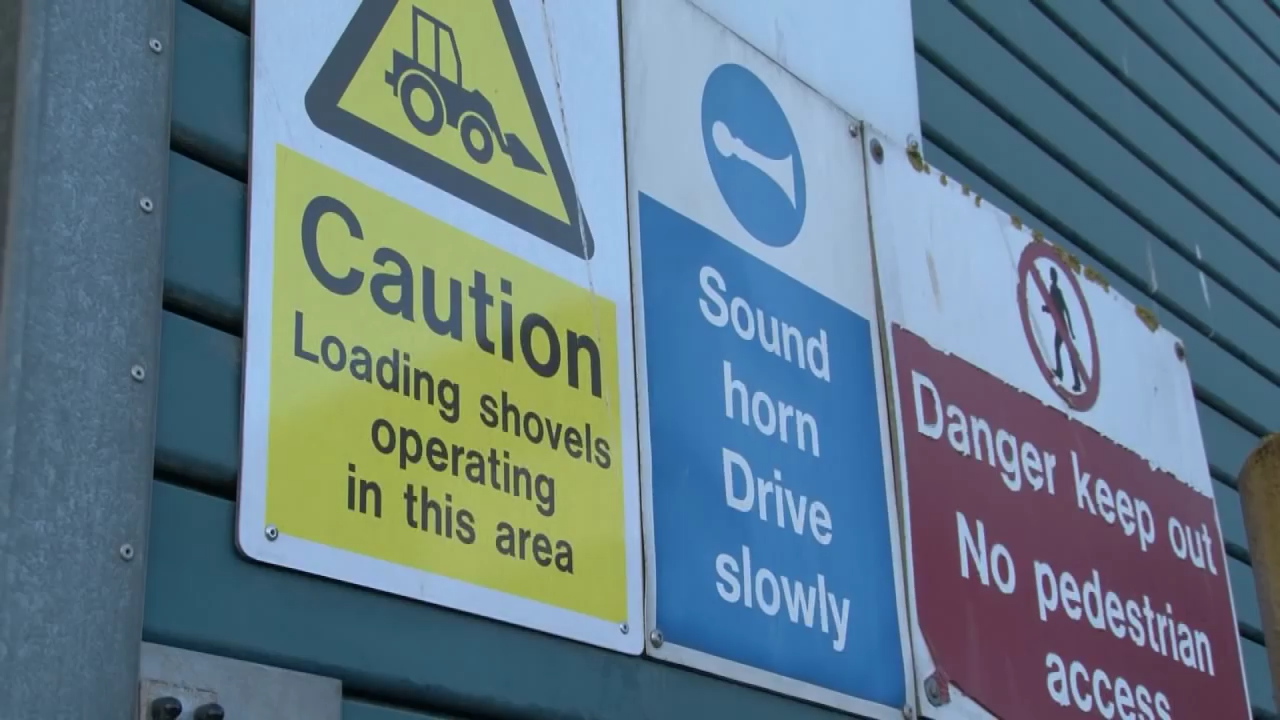 Caution
Loading shovels
operating
in this area
Sound
horn
Drive
slowly
Danger keep out
No pedestrian
access